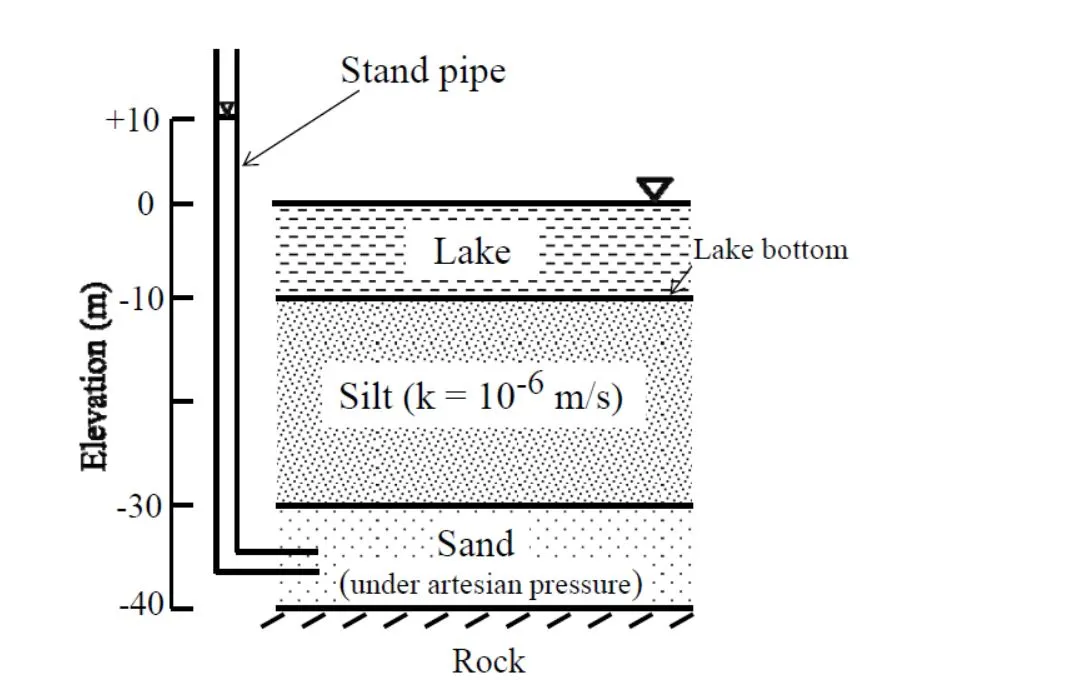 Stand pipe
+10
0
Lake
Lake bottom
-10
Elevation (m)
Silt (k = 10⁻⁶ m/s)
-30
Sand
(under artesian pressure)
-40
Rock